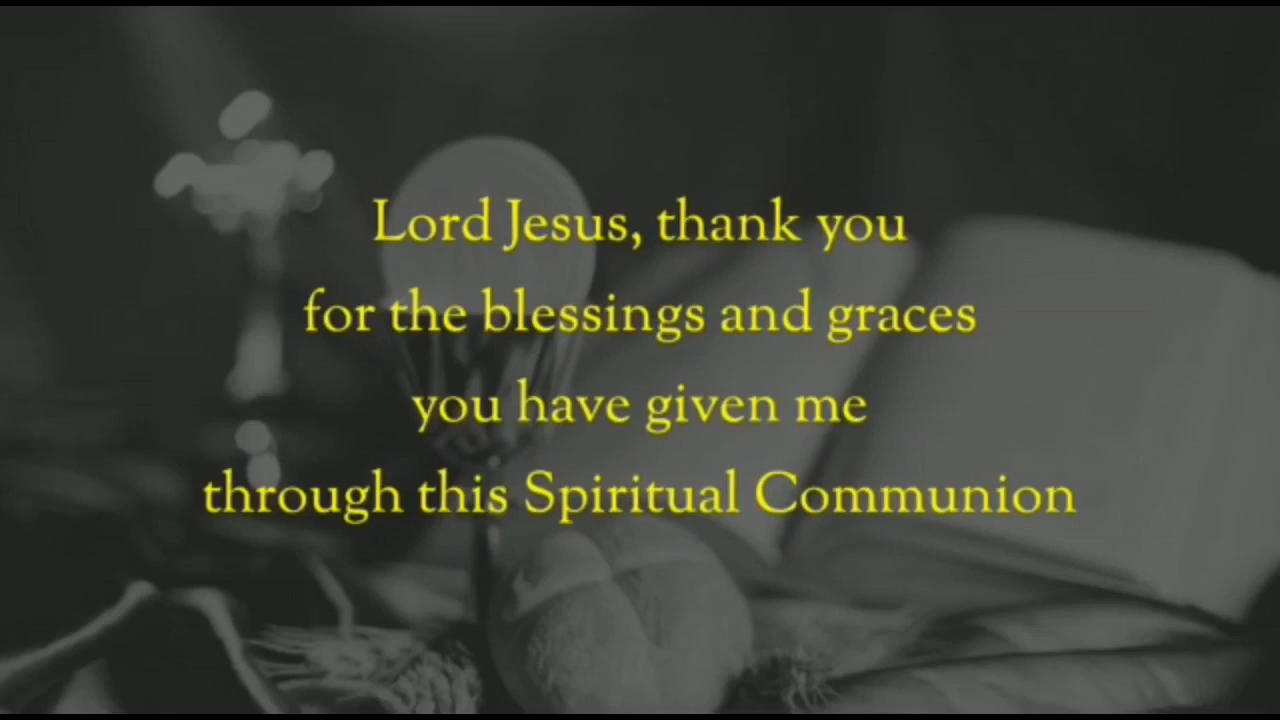 Lord Jesus, thank you
for the blessings and graces
you have given me
through this Spiritual Communion